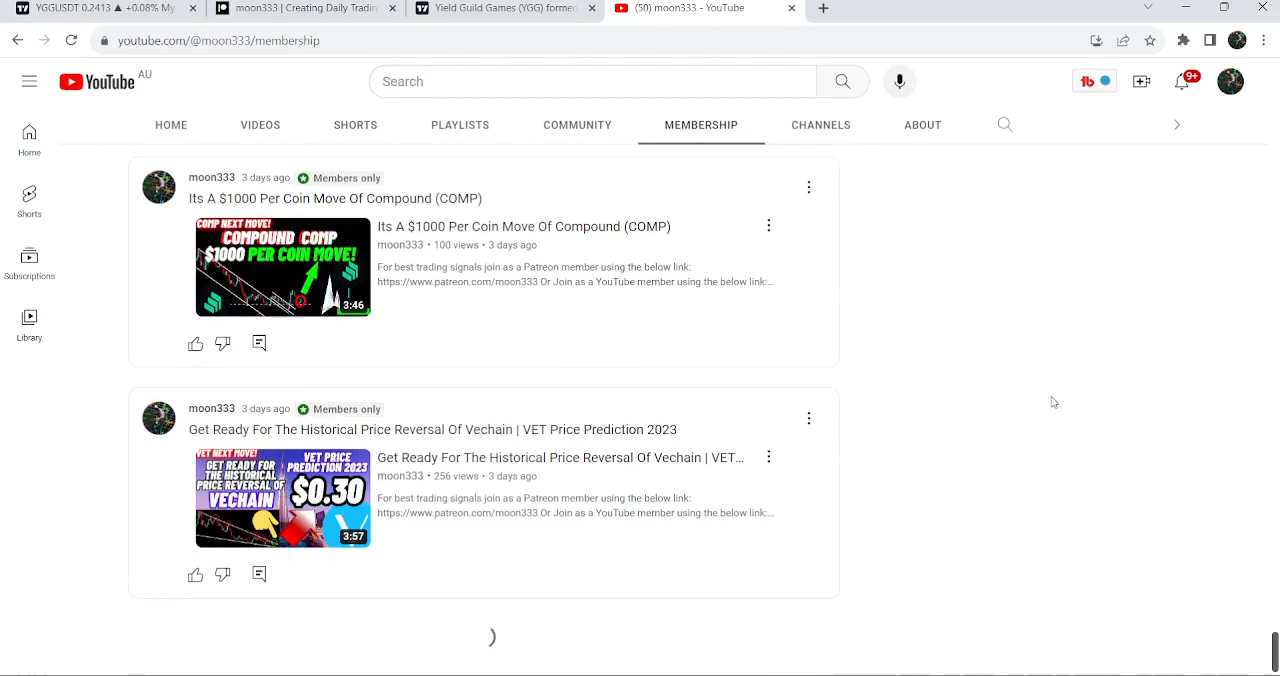 YGGUSDT 0.2413 ▲ +0.08% My
moon333 | Creating Daily Tradin
Yield Guild Games (YGG) formed
(50) moon333 - YouTube
youtube.com/@moon333/membership
YouTube AU
Search
9+
HOME VIDEOS SHORTS PLAYLISTS COMMUNITY MEMBERSHIP CHANNELS ABOUT
Home
Shorts
Subscriptions
Library
moon333 3 days ago Members only
Its A $1000 Per Coin Move Of Compound (COMP)
COMP NEXT MOVE!
COMPOUND COMP
$1000 PER COIN MOVE!
3:46
Its A $1000 Per Coin Move Of Compound (COMP)
moon333 • 100 views • 3 days ago
For best trading signals join as a Patreon member using the below link:
https://www.patreon.com/moon333 Or Join as a YouTube member using the below link:...
moon333 3 days ago Members only
Get Ready For The Historical Price Reversal Of Vechain | VET Price Prediction 2023
VET NEXT MOVE!
GET READY FOR
THE HISTORICAL
PRICE REVERSAL OF
VECHAIN
VET PRICE
PREDICTION 2023
$0.30
3:57
Get Ready For The Historical Price Reversal Of Vechain | VET...
moon333 • 256 views • 3 days ago
For best trading signals join as a Patreon member using the below link:
https://www.patreon.com/moon333 Or Join as a YouTube member using the below link:...